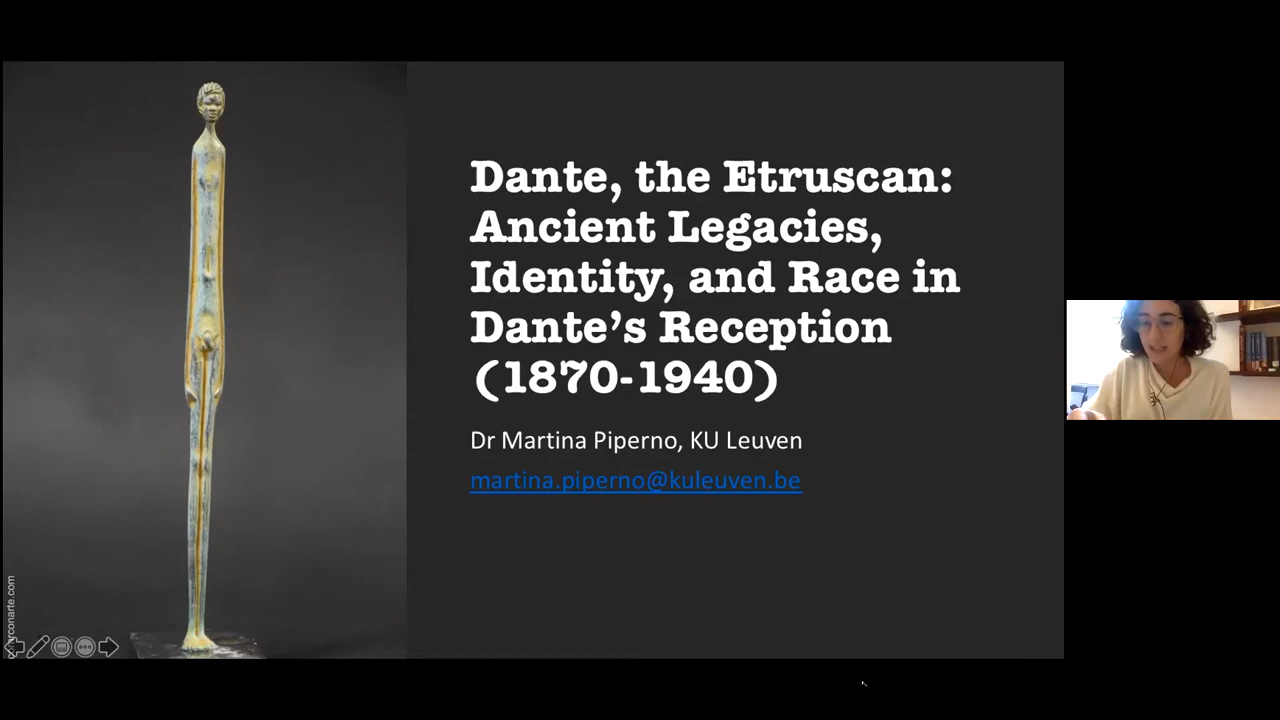 Dante, the Etruscan:
Ancient Legacies,
Identity, and Race in
Dante's Reception
(1870-1940)
Dr Martina Piperno, KU Leuven
martina.piperno@kuleuven.be